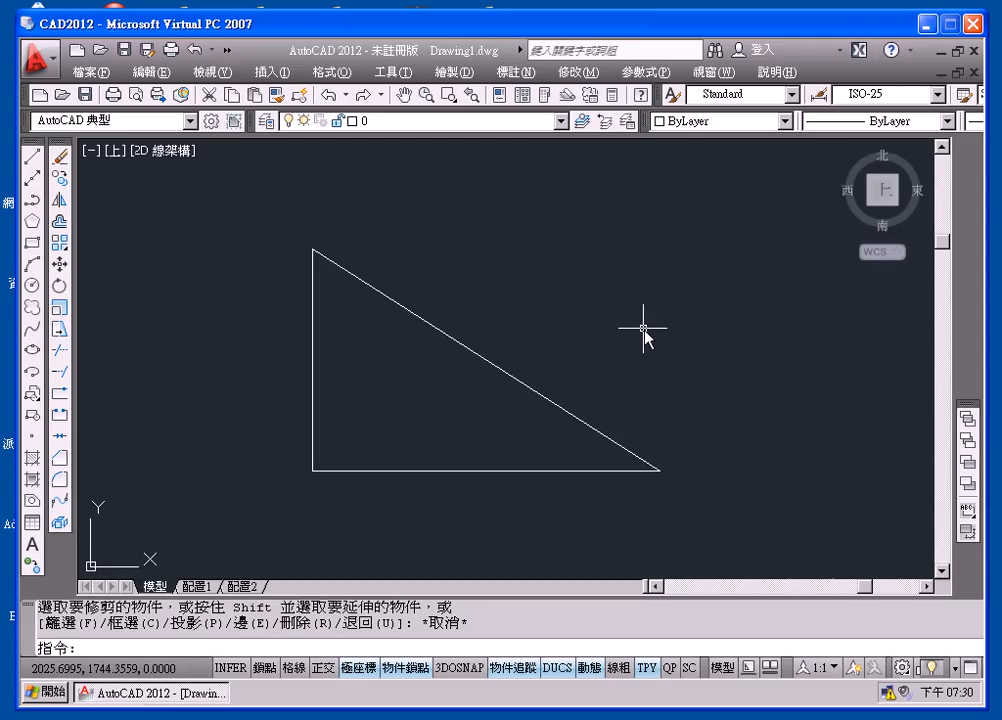 CAD2012 - Microsoft Virtual PC 2007
AutoCAD 2012 - 未註冊版 Drawing1.dwg
鍵入關鍵字或詞組
登入
檔案(F) 編輯(E) 檢視(V) 插入(I) 格式(O) 工具(T) 繪製(D) 標註(N) 修改(M) 參數式(P) 視窗(W) 說明(H)
Standard ISO-25
AutoCAD 典型 0 ByLayer ByLayer
[-] [上] [2D 線架構]
北
西 上 東
南
WCS
Y
X
ABC
A
模型 配置1 配置2
選取要修剪的物件，或按住 Shift 並選取要延伸的物件，或
[籬選(F)/框選(C)/投影(P)/邊(E)/刪除(R)/退回(U)]: *取消*
指令:
2025.6995, 1744.3559, 0.0000 INFER 鎖點 格線 正交 極座標 物件鎖點 3DOSNAP 物件追蹤 DUCS 動態 線粗 TPY QP SC 模型 1:1
開始 AutoCAD 2012 - [Drawin... 下午 07:30